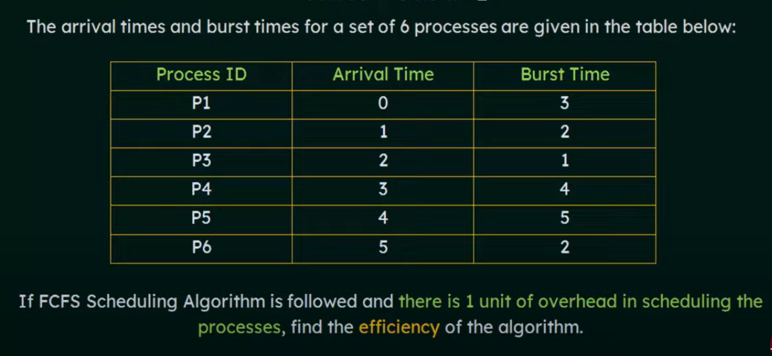 The arrival times and burst times for a set of 6 processes are given in the table below:
Process ID Arrival Time Burst Time
P1 0 3
P2 1 2
P3 2 1
P4 3 4
P5 4 5
P6 5 2
If FCFS Scheduling Algorithm is followed and there is 1 unit of overhead in scheduling the
processes, find the efficiency of the algorithm.